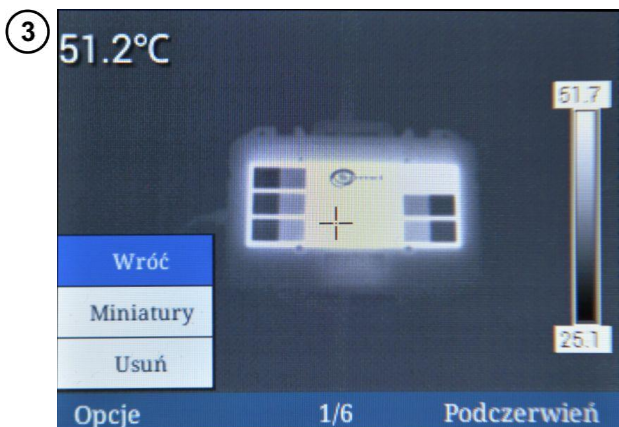 3
51.2°C
51.7
Wróć
Miniatury
Usuń
25.1
Opcje 1/6 Podczerwień